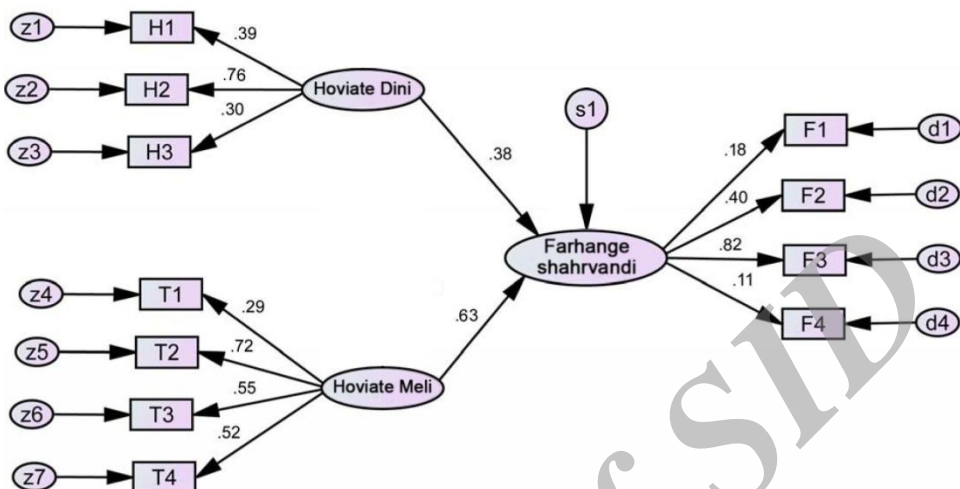 z1
H1
.39
z2
H2
.76
Hoviate Dini
z3
H3
.30
.38
s1
Farhange
shahrvandi
.18
F1
d1
.40
F2
d2
.82
F3
d3
.11
F4
d4
z4
T1
.29
z5
T2
.72
.63
Hoviate Meli
z6
T3
.55
z7
T4
.52
of SID